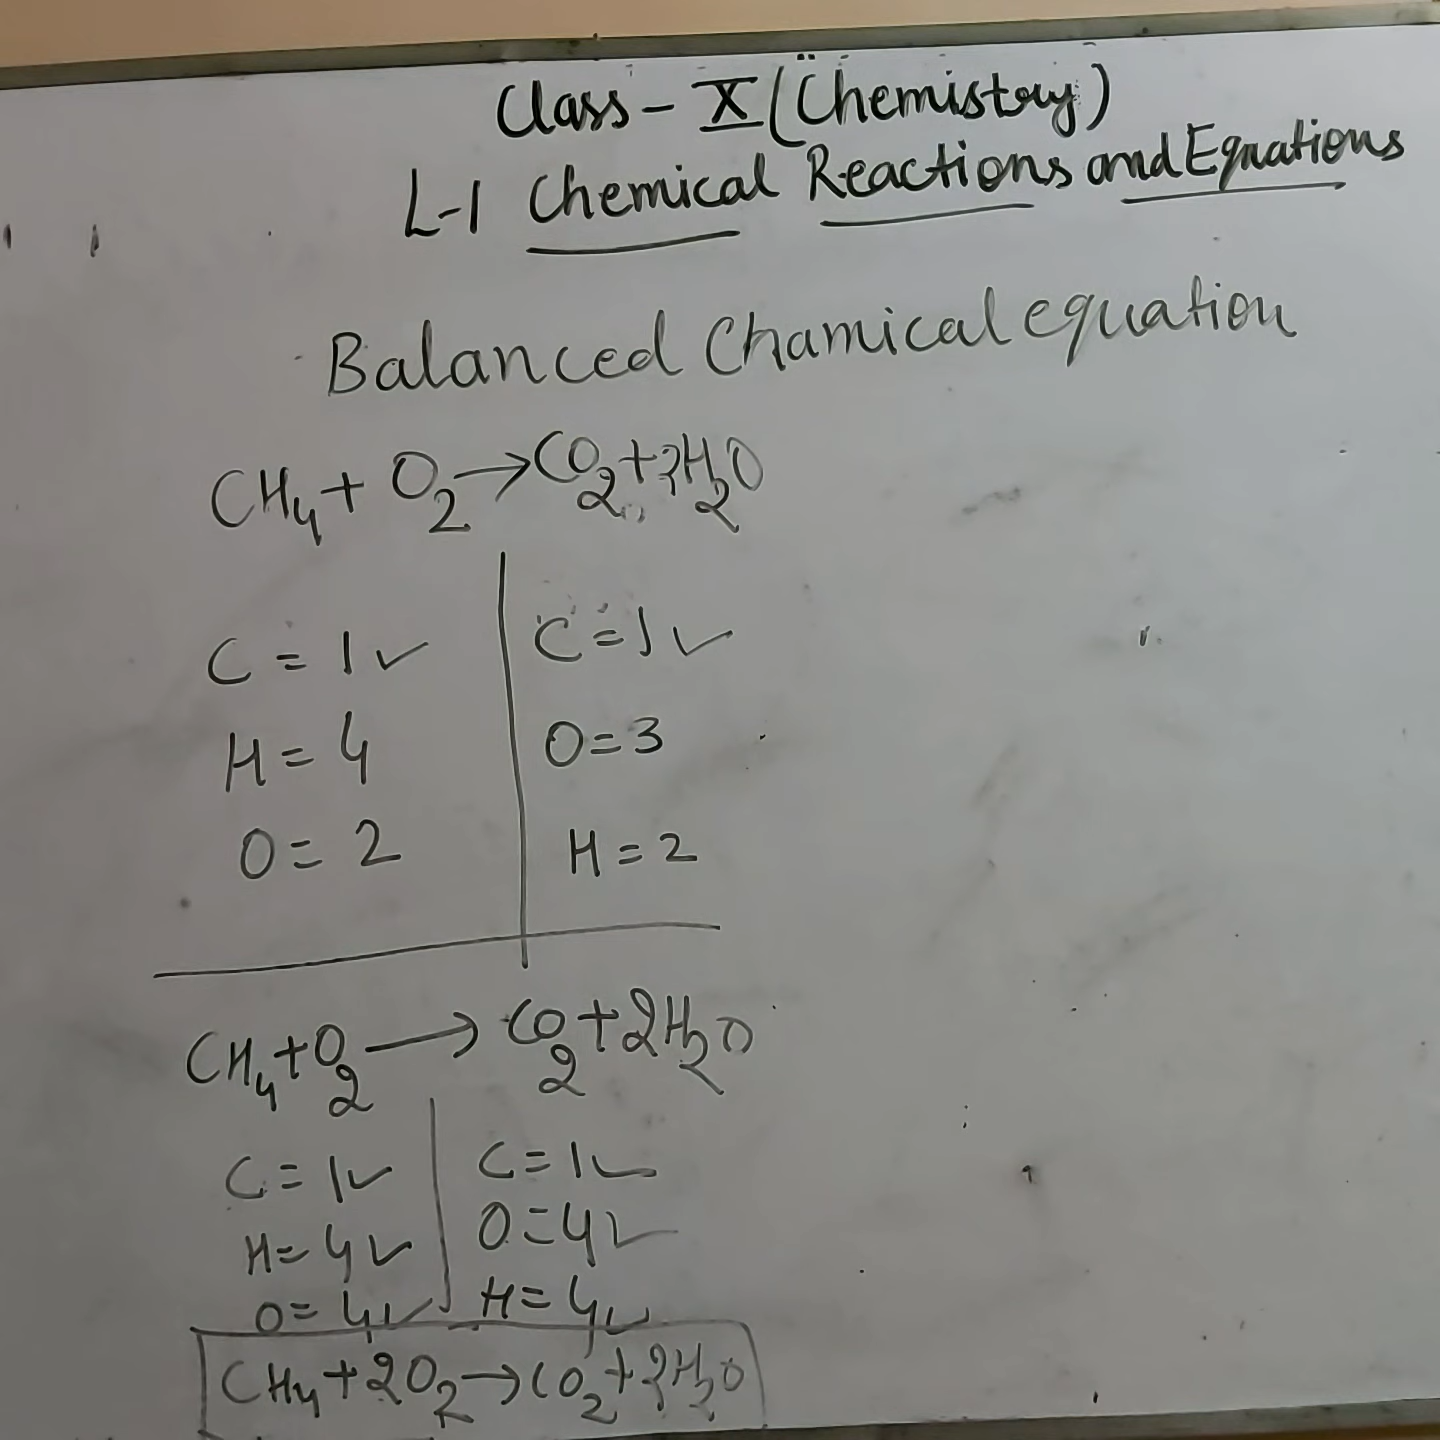 Class - X (Chemistry)
L-1 Chemical Reactions and Equations
Balanced Chamical equation
CH₄ + O₂ → CO₂ + 2H₂O
C = 1 ✓ C = 1 ✓
H = 4 O = 3
O = 2 H = 2
CH₄ + O₂ → CO₂ + 2H₂O
C = 1 ✓ C = 1 ✓
H = 4 ✓ O = 4 ✓
O = 4 ✓ H = 4 ✓
CH₄ + 2O₂ → CO₂ + 2H₂O